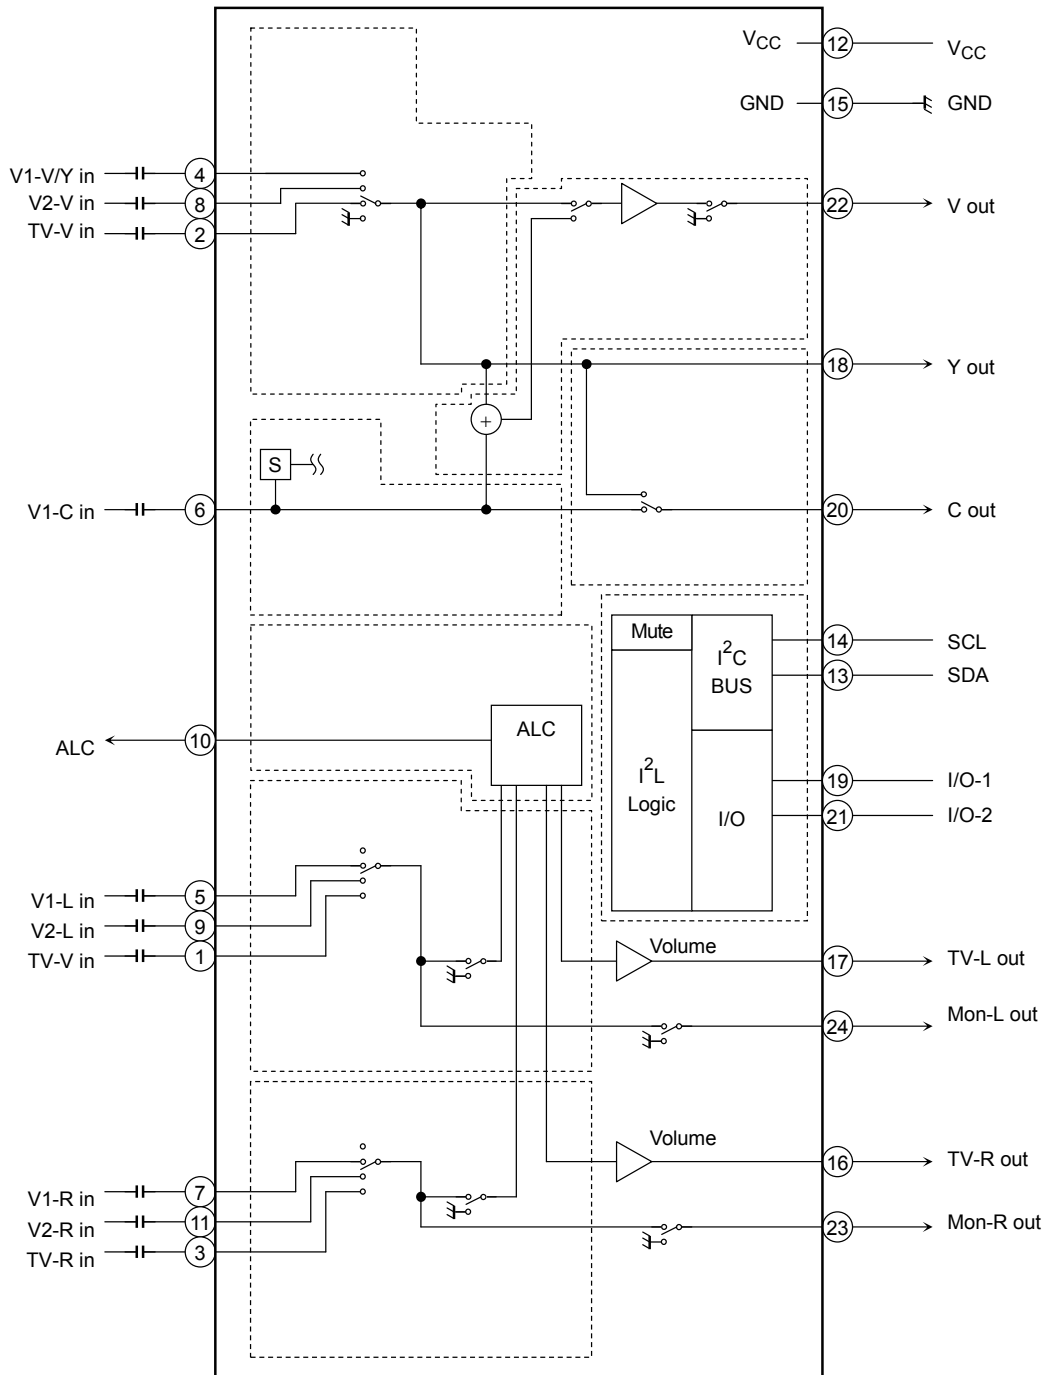 VCC 12 VCC
GND 15 GND
V1-V/Y in 4
V2-V in 8
TV-V in 2
22 V out
18 Y out
+
S
V1-C in 6
20 C out
Mute
I2C
BUS
14 SCL
13 SDA
ALC 10
ALC
I2L
Logic
I/O
19 I/O-1
21 I/O-2
V1-L in 5
V2-L in 9
TV-V in 1
Volume
17 TV-L out
24 Mon-L out
Volume
16 TV-R out
V1-R in 7
V2-R in 11
TV-R in 3
23 Mon-R out